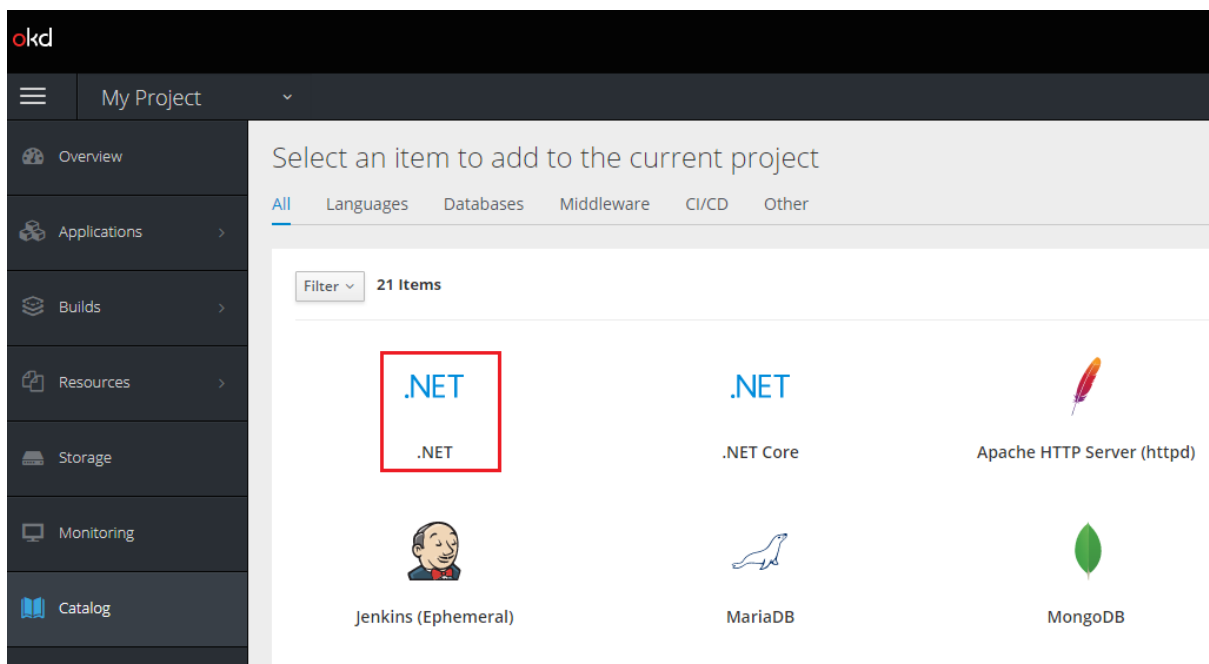 okd
My Project
Overview
Applications
Builds
Resources
Storage
Monitoring
Catalog
Select an item to add to the current project
All Languages Databases Middleware CI/CD Other
Filter 21 Items
.NET .NET
.NET .NET Core Apache HTTP Server (httpd)
Jenkins (Ephemeral) MariaDB MongoDB